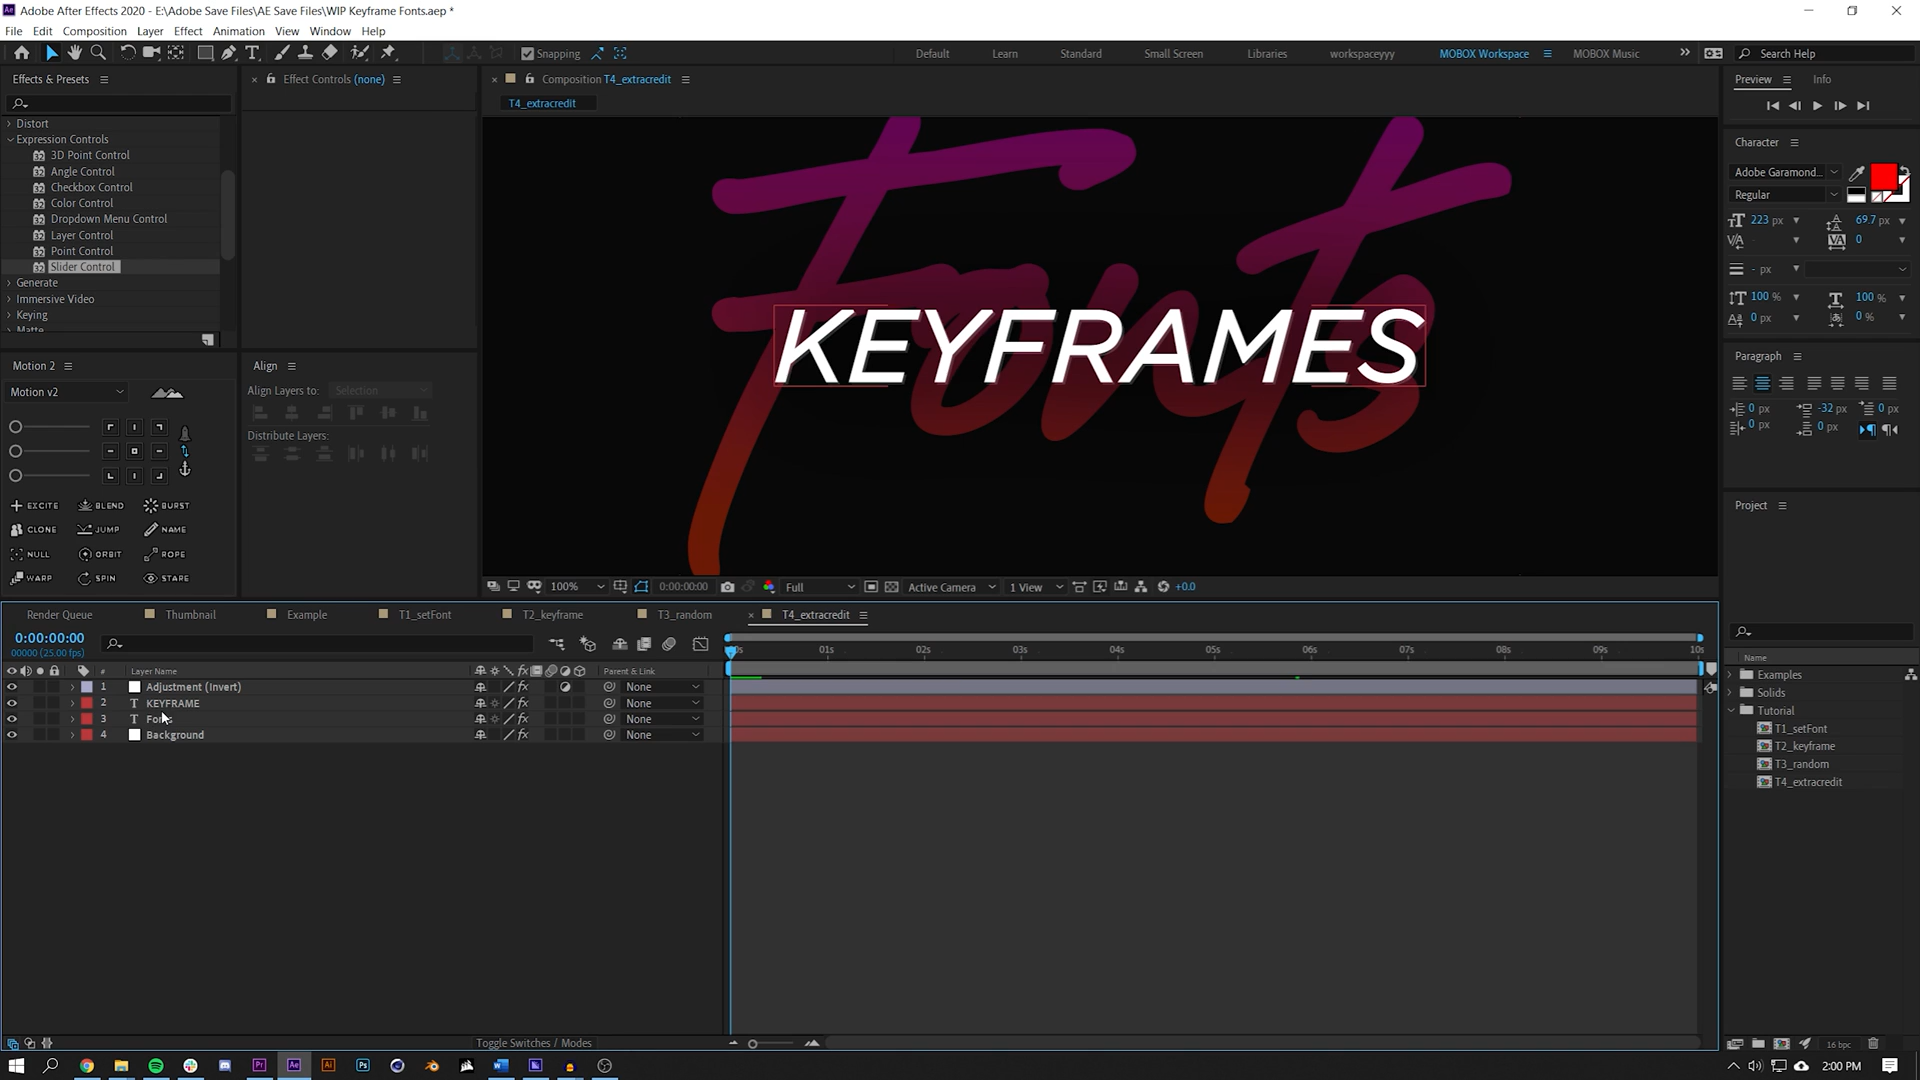 Adobe After Effects 2020 - E:\Adobe Save Files\AE Save Files\WIP Keyframe Fonts.aep *
File Edit Composition Layer Effect Animation View Window Help
Snapping
Default Learn Standard Small Screen Libraries workspaceyyy MOBOX Workspace MOBOX Music
Search Help
Effects & Presets
Distort
Expression Controls
3D Point Control
Angle Control
Checkbox Control
Color Control
Dropdown Menu Control
Layer Control
Point Control
Slider Control
Generate
Immersive Video
Keying
Matte
Effect Controls (none)
Composition T4_extracredit
T4_extracredit
Fonts
KEYFRAMES
100% 0:00:00:00 Full Active Camera 1 View +0.0
Motion 2
Motion v2
EXCITE BLEND BURST
CLONE JUMP NAME
NULL ORBIT ROPE
WARP SPIN STARE
Align
Align Layers to: Selection
Distribute Layers:
Preview Info
Character
Adobe Garamond...
Regular
223 px 69.7 px
0
- px
100 % 100 %
0 px 0 %
Paragraph
0 px -32 px 0 px
0 px 0 px
Project
Name
Examples
Solids
Tutorial
T1_setFont
T2_keyframe
T3_random
T4_extracredit
16 bpc
Render Queue Thumbnail Example T1_setFont T2_keyframe T3_random T4_extracredit
0:00:00:00
00000 (25.00 fps)
# Layer Name Parent & Link
01s 02s 03s 04s 05s 06s 07s 08s 09s 10s
1 Adjustment (Invert) None
2 KEYFRAME None
3 None
4 Background None
Toggle Switches / Modes
2:00 PM